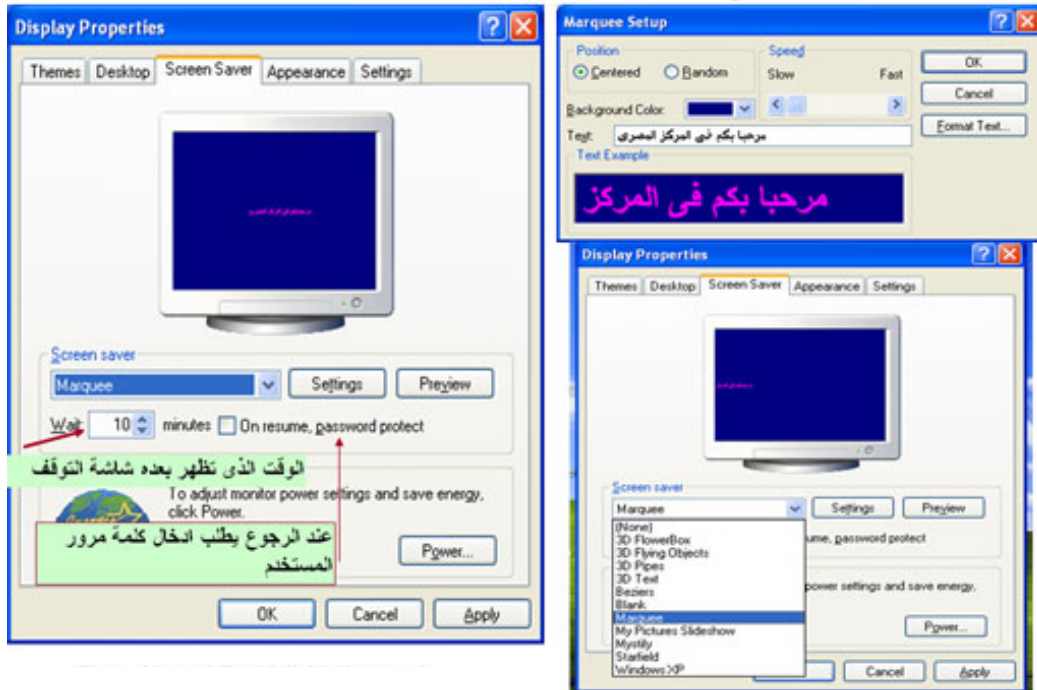 Display Properties
Themes Desktop Screen Saver Appearance Settings
Screen saver
Marquee Settings Preview
Wait: 10 minutes On resume, password protect
الوقت الذى تظهر بعده شاشة التوقف
To adjust monitor power settings and save energy,
click Power.
عند الرجوع يطلب ادخال كلمة مرور
المستخدم
Power...
OK Cancel Apply
Marquee Setup
Position Speed
Centered Random Slow Fast
OK
Cancel
Format Text...
Background Color:
Text: مرحبا بكم فى المركز المصرى
Text Example
مرحبا بكم فى المركز
Display Properties
Themes Desktop Screen Saver Appearance Settings
Screen saver
Marquee Settings Preview
(None)
3D FlowerBox
ume, password protect
3D Flying Objects
3D Pipes
3D Text
Beziers
power settings and save energy,
Blank
Marquee
My Pictures Slideshow
Power...
Mystify
Starfield
Windows XP
Cancel Apply